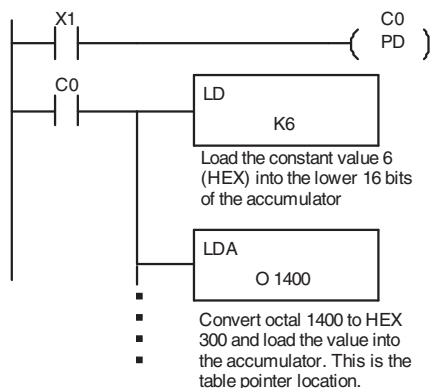 X1
C0
PD
C0
LD
K6
Load the constant value 6
(HEX) into the lower 16 bits
of the accumulator
LDA
O 1400
Convert octal 1400 to HEX
300 and load the value into
the accumulator. This is the
table pointer location.